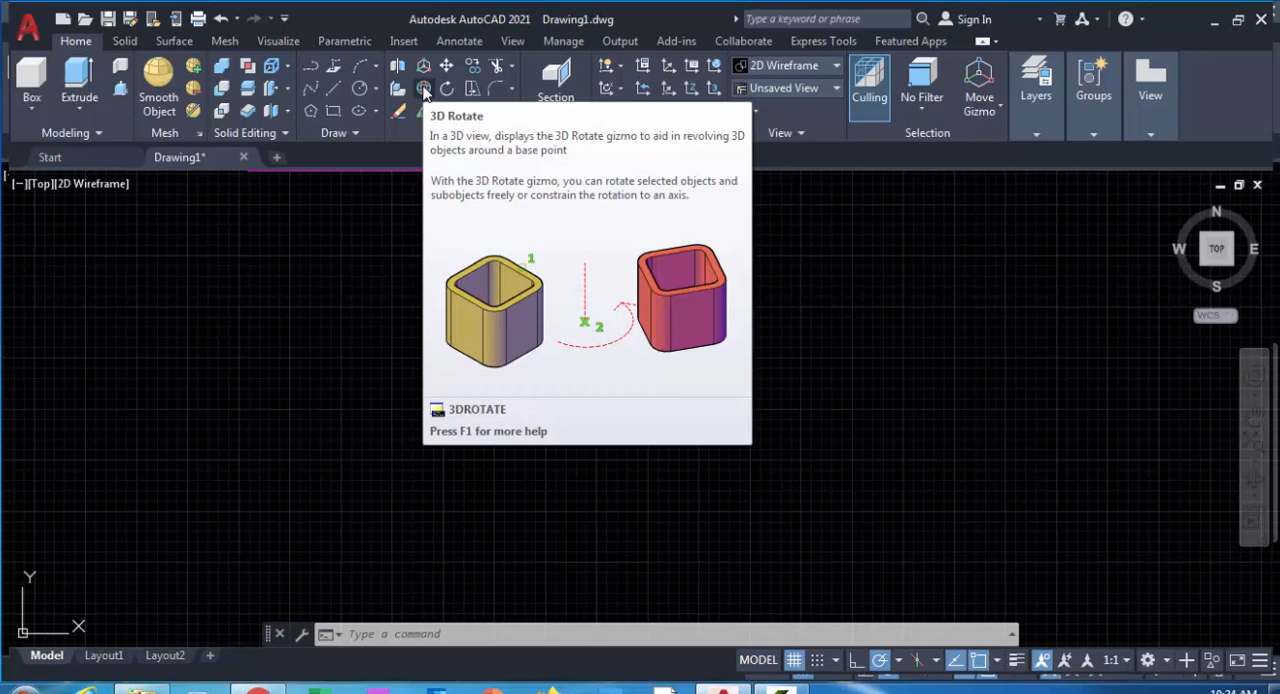 Autodesk AutoCAD 2021 Drawing1.dwg
Type a keyword or phrase
Sign In
Home Solid Surface Mesh Visualize Parametric Insert Annotate View Manage Output Add-ins Collaborate Express Tools Featured Apps
2D Wireframe
Unsaved View
Box Extrude Smooth Object Section Culling No Filter Move Gizmo Layers Groups View
Modeling Mesh Solid Editing Draw View Selection
Start Drawing1* +
[−][Top][2D Wireframe]
3D Rotate
In a 3D view, displays the 3D Rotate gizmo to aid in revolving 3D
objects around a base point
With the 3D Rotate gizmo, you can rotate selected objects and
subobjects freely or constrain the rotation to an axis.
1
x 2
3DROTATE
Press F1 for more help
N
W TOP E
S
WCS
Y
X
Type a command
Model Layout1 Layout2 +
MODEL 1:1
10:24 AM